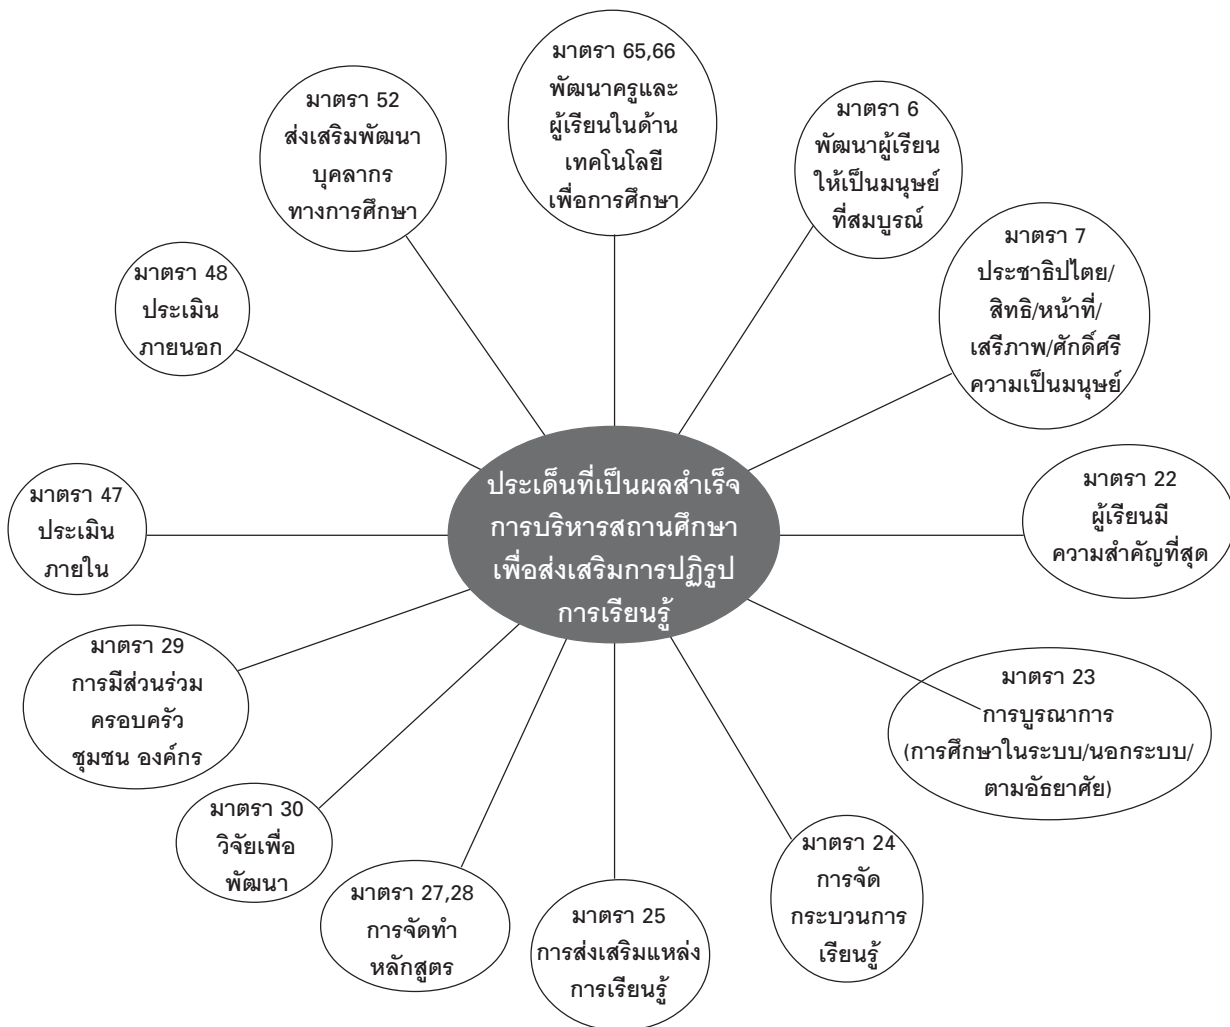 มาตรา 65,66
พัฒนาครูและ
ผู้เรียนในด้าน
เทคโนโลยี
เพื่อการศึกษา
มาตรา 6
พัฒนาผู้เรียน
ให้เป็นมนุษย์
ที่สมบูรณ์
มาตรา 7
ประชาธิปไตย/
สิทธิ/หน้าที่/
เสรีภาพ/ศักดิ์ศรี
ความเป็นมนุษย์
มาตรา 22
ผู้เรียนมี
ความสำคัญที่สุด
มาตรา 23
การบูรณาการ
(การศึกษาในระบบ/นอกระบบ/
ตามอัธยาศัย)
มาตรา 24
การจัด
กระบวนการ
เรียนรู้
มาตรา 25
การส่งเสริมแหล่ง
การเรียนรู้
มาตรา 27,28
การจัดทำ
หลักสูตร
มาตรา 30
วิจัยเพื่อ
พัฒนา
มาตรา 29
การมีส่วนร่วม
ครอบครัว
ชุมชน องค์กร
มาตรา 47
ประเมิน
ภายใน
มาตรา 48
ประเมิน
ภายนอก
มาตรา 52
ส่งเสริมพัฒนา
บุคลากร
ทางการศึกษา
ประเด็นที่เป็นผลสำเร็จ
การบริหารสถานศึกษา
เพื่อส่งเสริมการปฏิรูป
การเรียนรู้